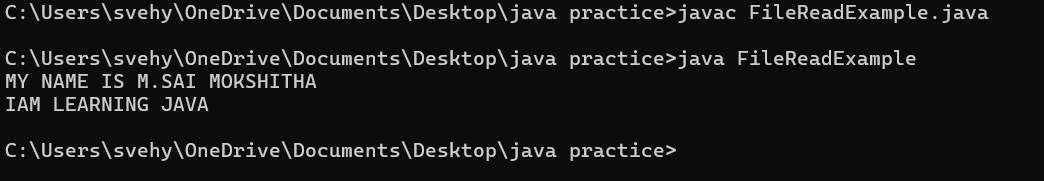 C:\Users\svehy\OneDrive\Documents\Desktop\java practice>javac FileReadExample.java
C:\Users\svehy\OneDrive\Documents\Desktop\java practice>java FileReadExample
MY NAME IS M.SAI MOKSHITHA
IAM LEARNING JAVA
C:\Users\svehy\OneDrive\Documents\Desktop\java practice>